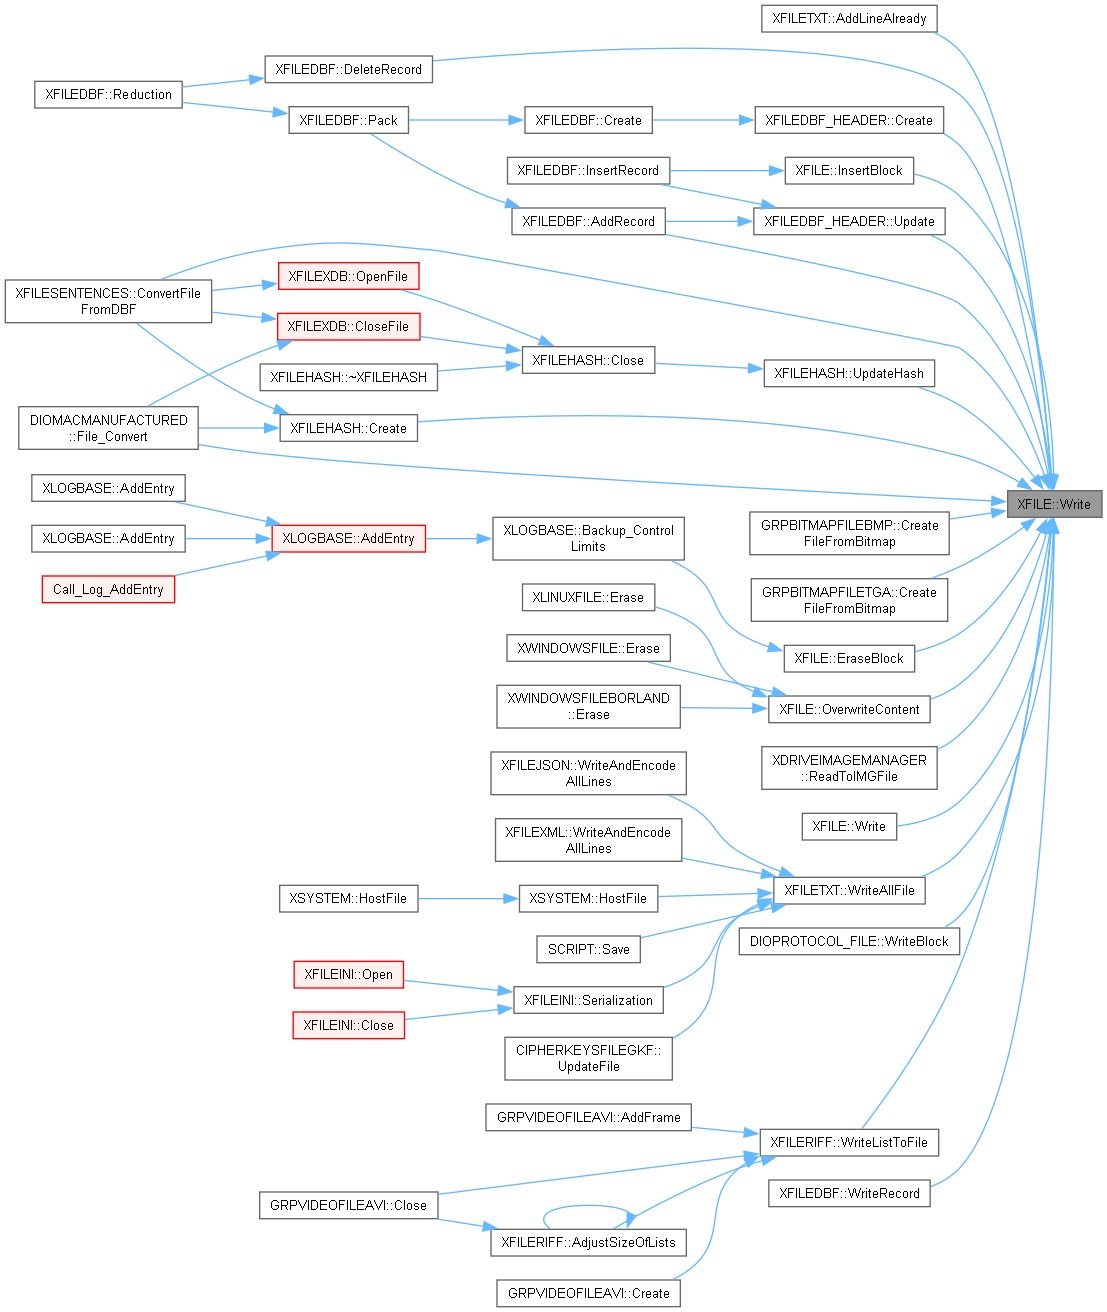 XFILETXT::AddLineAlready
XFILEDBF::DeleteRecord
XFILEDBF::Reduction
XFILEDBF::Pack
XFILEDBF::Create
XFILEDBF_HEADER::Create
XFILEDBF::InsertRecord
XFILE::InsertBlock
XFILEDBF::AddRecord
XFILEDBF_HEADER::Update
XFILESENTENCES::ConvertFile
FromDBF
XFILEXDB::OpenFile
XFILEXDB::CloseFile
XFILEHASH::Close
XFILEHASH::UpdateHash
XFILEHASH::~XFILEHASH
DIOMACMANUFACTURED
::File_Convert
XFILEHASH::Create
XFILE::Write
XLOGBASE::AddEntry
XLOGBASE::AddEntry
XLOGBASE::AddEntry
XLOGBASE::Backup_Control
Limits
GRPBITMAPFILEBMP::Create
FileFromBitmap
Call_Log_AddEntry
XLINUXFILE::Erase
GRPBITMAPFILETGA::Create
FileFromBitmap
XWINDOWSFILE::Erase
XFILE::EraseBlock
XWINDOWSFILEBORLAND
::Erase
XFILE::OverwriteContent
XFILEJSON::WriteAndEncode
AllLines
XDRIVEIMAGEMANAGER
::ReadToIMGFile
XFILEXML::WriteAndEncode
AllLines
XFILE::Write
XSYSTEM::HostFile
XSYSTEM::HostFile
XFILETXT::WriteAllFile
SCRIPT::Save
DIOPROTOCOL_FILE::WriteBlock
XFILEINI::Open
XFILEINI::Serialization
XFILEINI::Close
CIPHERKEYSFILEGKF::
UpdateFile
GRPVIDEOFILEAVI::AddFrame
XFILERIFF::WriteListToFile
GRPVIDEOFILEAVI::Close
XFILEDBF::WriteRecord
XFILERIFF::AdjustSizeOfLists
GRPVIDEOFILEAVI::Create